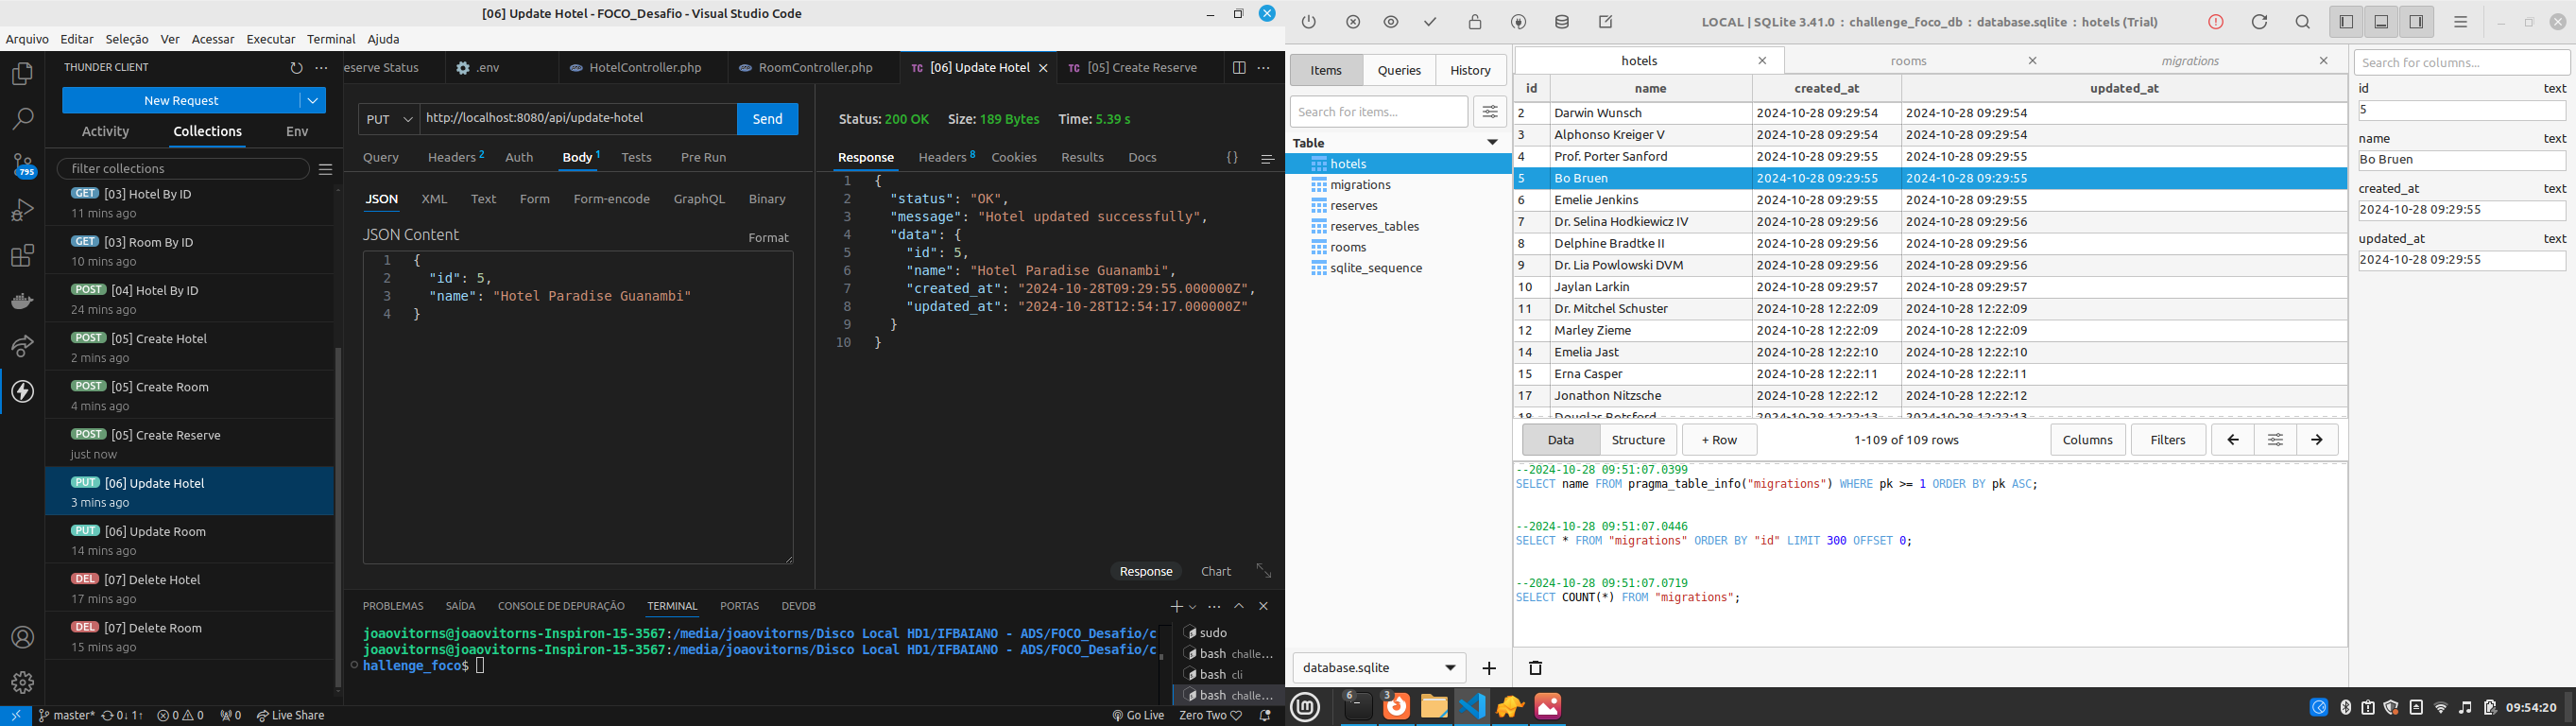 [06] Update Hotel - FOCO_Desafio - Visual Studio Code
Arquivo Editar Seleção Ver Acessar Executar Terminal Ajuda
THUNDER CLIENT
New Request
Activity Collections Env
filter collections
GET [03] Hotel By ID
11 mins ago
GET [03] Room By ID
10 mins ago
POST [04] Hotel By ID
24 mins ago
POST [05] Create Hotel
2 mins ago
POST [05] Create Room
4 mins ago
POST [05] Create Reserve
just now
PUT [06] Update Hotel
3 mins ago
PUT [06] Update Room
14 mins ago
DEL [07] Delete Hotel
17 mins ago
DEL [07] Delete Room
15 mins ago
795
eserve Status .env HotelController.php RoomController.php TC [06] Update Hotel TC [05] Create Reserve
PUT http://localhost:8080/api/update-hotel Send
Query Headers 2 Auth Body 1 Tests Pre Run
JSON XML Text Form Form-encode GraphQL Binary
JSON Content Format
1 {
2 "id": 5,
3 "name": "Hotel Paradise Guanambi"
4 }
Status: 200 OK Size: 189 Bytes Time: 5.39 s
Response Headers 8 Cookies Results Docs {}
1 {
2 "status": "OK",
3 "message": "Hotel updated successfully",
4 "data": {
5 "id": 5,
6 "name": "Hotel Paradise Guanambi",
7 "created_at": "2024-10-28T09:29:55.000000Z",
8 "updated_at": "2024-10-28T12:54:17.000000Z"
9 }
10 }
Response Chart
PROBLEMAS SAÍDA CONSOLE DE DEPURAÇÃO TERMINAL PORTAS DEVDB
joaovitorns@joaovitorns-Inspiron-15-3567:/media/joaovitorns/Disco Local HD1/IFBAIANO - ADS/FOCO_Desafio/c
joaovitorns@joaovitorns-Inspiron-15-3567:/media/joaovitorns/Disco Local HD1/IFBAIANO - ADS/FOCO_Desafio/c
hallenge_foco$
sudo
bash challe...
bash cli
bash challe...
master* 0↓ 1↑ 0 0 0 Live Share Go Live Zero Two
LOCAL | SQLite 3.41.0 : challenge_foco_db : database.sqlite : hotels (Trial)
Items Queries History
Search for items...
Table
hotels
migrations
reserves
reserves_tables
rooms
sqlite_sequence
database.sqlite
hotels rooms migrations
id name created_at updated_at
2 Darwin Wunsch 2024-10-28 09:29:54 2024-10-28 09:29:54
3 Alphonso Kreiger V 2024-10-28 09:29:54 2024-10-28 09:29:54
4 Prof. Porter Sanford 2024-10-28 09:29:55 2024-10-28 09:29:55
5 Bo Bruen 2024-10-28 09:29:55 2024-10-28 09:29:55
6 Emelie Jenkins 2024-10-28 09:29:55 2024-10-28 09:29:55
7 Dr. Selina Hodkiewicz IV 2024-10-28 09:29:56 2024-10-28 09:29:56
8 Delphine Bradtke II 2024-10-28 09:29:56 2024-10-28 09:29:56
9 Dr. Lia Powlowski DVM 2024-10-28 09:29:56 2024-10-28 09:29:56
10 Jaylan Larkin 2024-10-28 09:29:57 2024-10-28 09:29:57
11 Dr. Mitchel Schuster 2024-10-28 12:22:09 2024-10-28 12:22:09
12 Marley Zieme 2024-10-28 12:22:09 2024-10-28 12:22:09
14 Emelia Jast 2024-10-28 12:22:10 2024-10-28 12:22:10
15 Erna Casper 2024-10-28 12:22:11 2024-10-28 12:22:11
17 Jonathon Nitzsche 2024-10-28 12:22:12 2024-10-28 12:22:12
18 Douglas Botsford 2024-10-28 12:22:13 2024-10-28 12:22:13
Data Structure + Row 1-109 of 109 rows Columns Filters
--2024-10-28 09:51:07.0399
SELECT name FROM pragma_table_info("migrations") WHERE pk >= 1 ORDER BY pk ASC;
--2024-10-28 09:51:07.0446
SELECT * FROM "migrations" ORDER BY "id" LIMIT 300 OFFSET 0;
--2024-10-28 09:51:07.0719
SELECT COUNT(*) FROM "migrations";
Search for columns...
id text
5
name text
Bo Bruen
created_at text
2024-10-28 09:29:55
updated_at text
2024-10-28 09:29:55
6 3 09:54:20